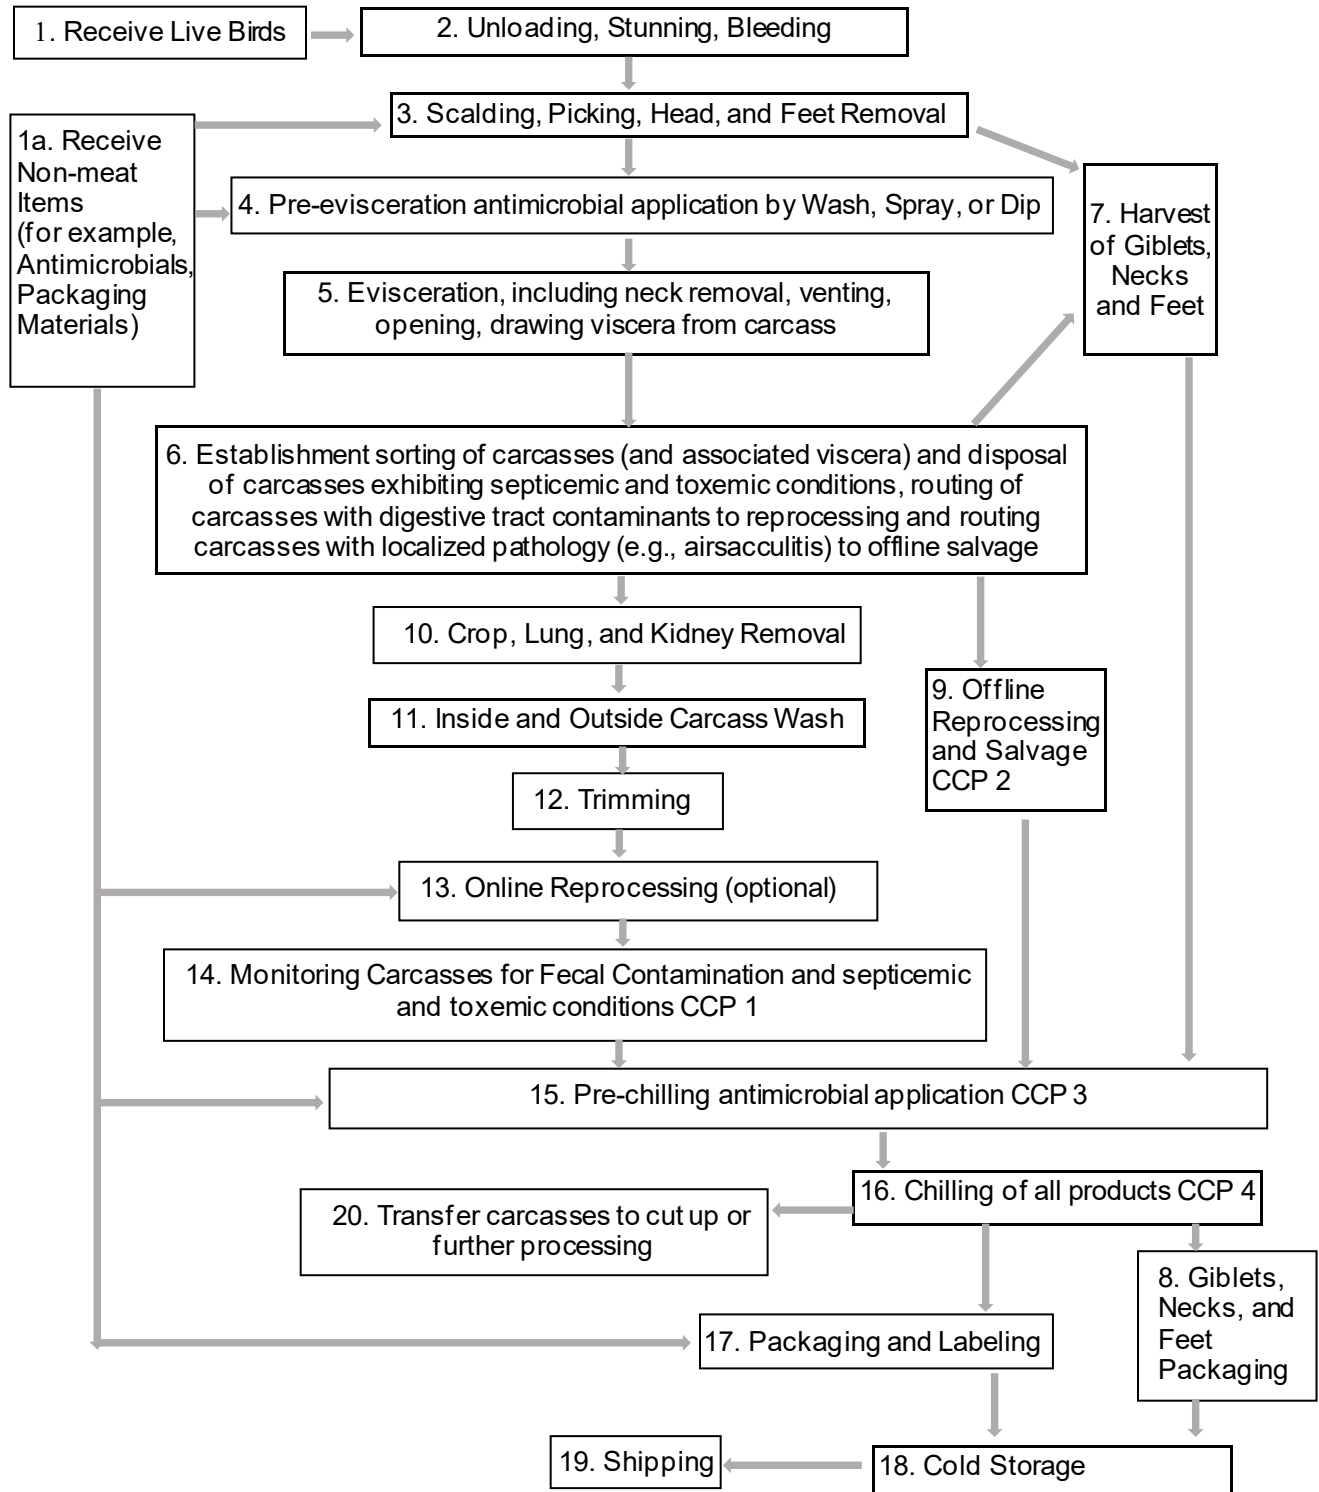 1. Receive Live Birds
2. Unloading, Stunning, Bleeding
3. Scalding, Picking, Head, and Feet Removal
1a. Receive
Non-meat
Items
(for example,
Antimicrobials,
Packaging
Materials)
4. Pre-evisceration antimicrobial application by Wash, Spray, or Dip
7. Harvest
of Giblets,
Necks
and Feet
5. Evisceration, including neck removal, venting,
opening, drawing viscera from carcass
6. Establishment sorting of carcasses (and associated viscera) and disposal
of carcasses exhibiting septicemic and toxemic conditions, routing of
carcasses with digestive tract contaminants to reprocessing and routing
carcasses with localized pathology (e.g., airsacculitis) to offline salvage
10. Crop, Lung, and Kidney Removal
9. Offline
Reprocessing
and Salvage
CCP 2
11. Inside and Outside Carcass Wash
12. Trimming
13. Online Reprocessing (optional)
14. Monitoring Carcasses for Fecal Contamination and septicemic
and toxemic conditions CCP 1
15. Pre-chilling antimicrobial application CCP 3
16. Chilling of all products CCP 4
20. Transfer carcasses to cut up or
further processing
8. Giblets,
Necks, and
Feet
Packaging
17. Packaging and Labeling
19. Shipping
18. Cold Storage